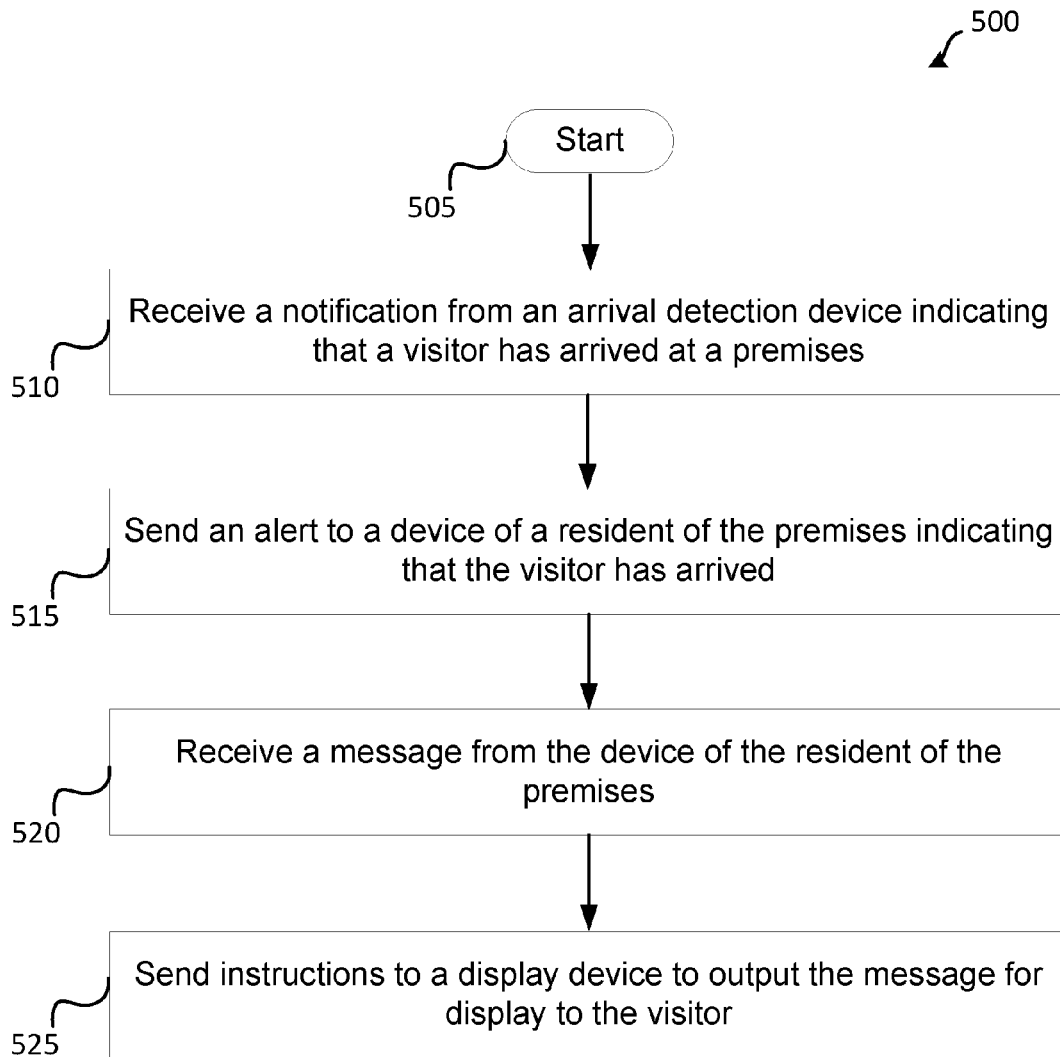 500
Start
505
Receive a notification from an arrival detection device indicating
that a visitor has arrived at a premises
510
Send an alert to a device of a resident of the premises indicating
that the visitor has arrived
515
Receive a message from the device of the resident of the
premises
520
Send instructions to a display device to output the message for
display to the visitor
525